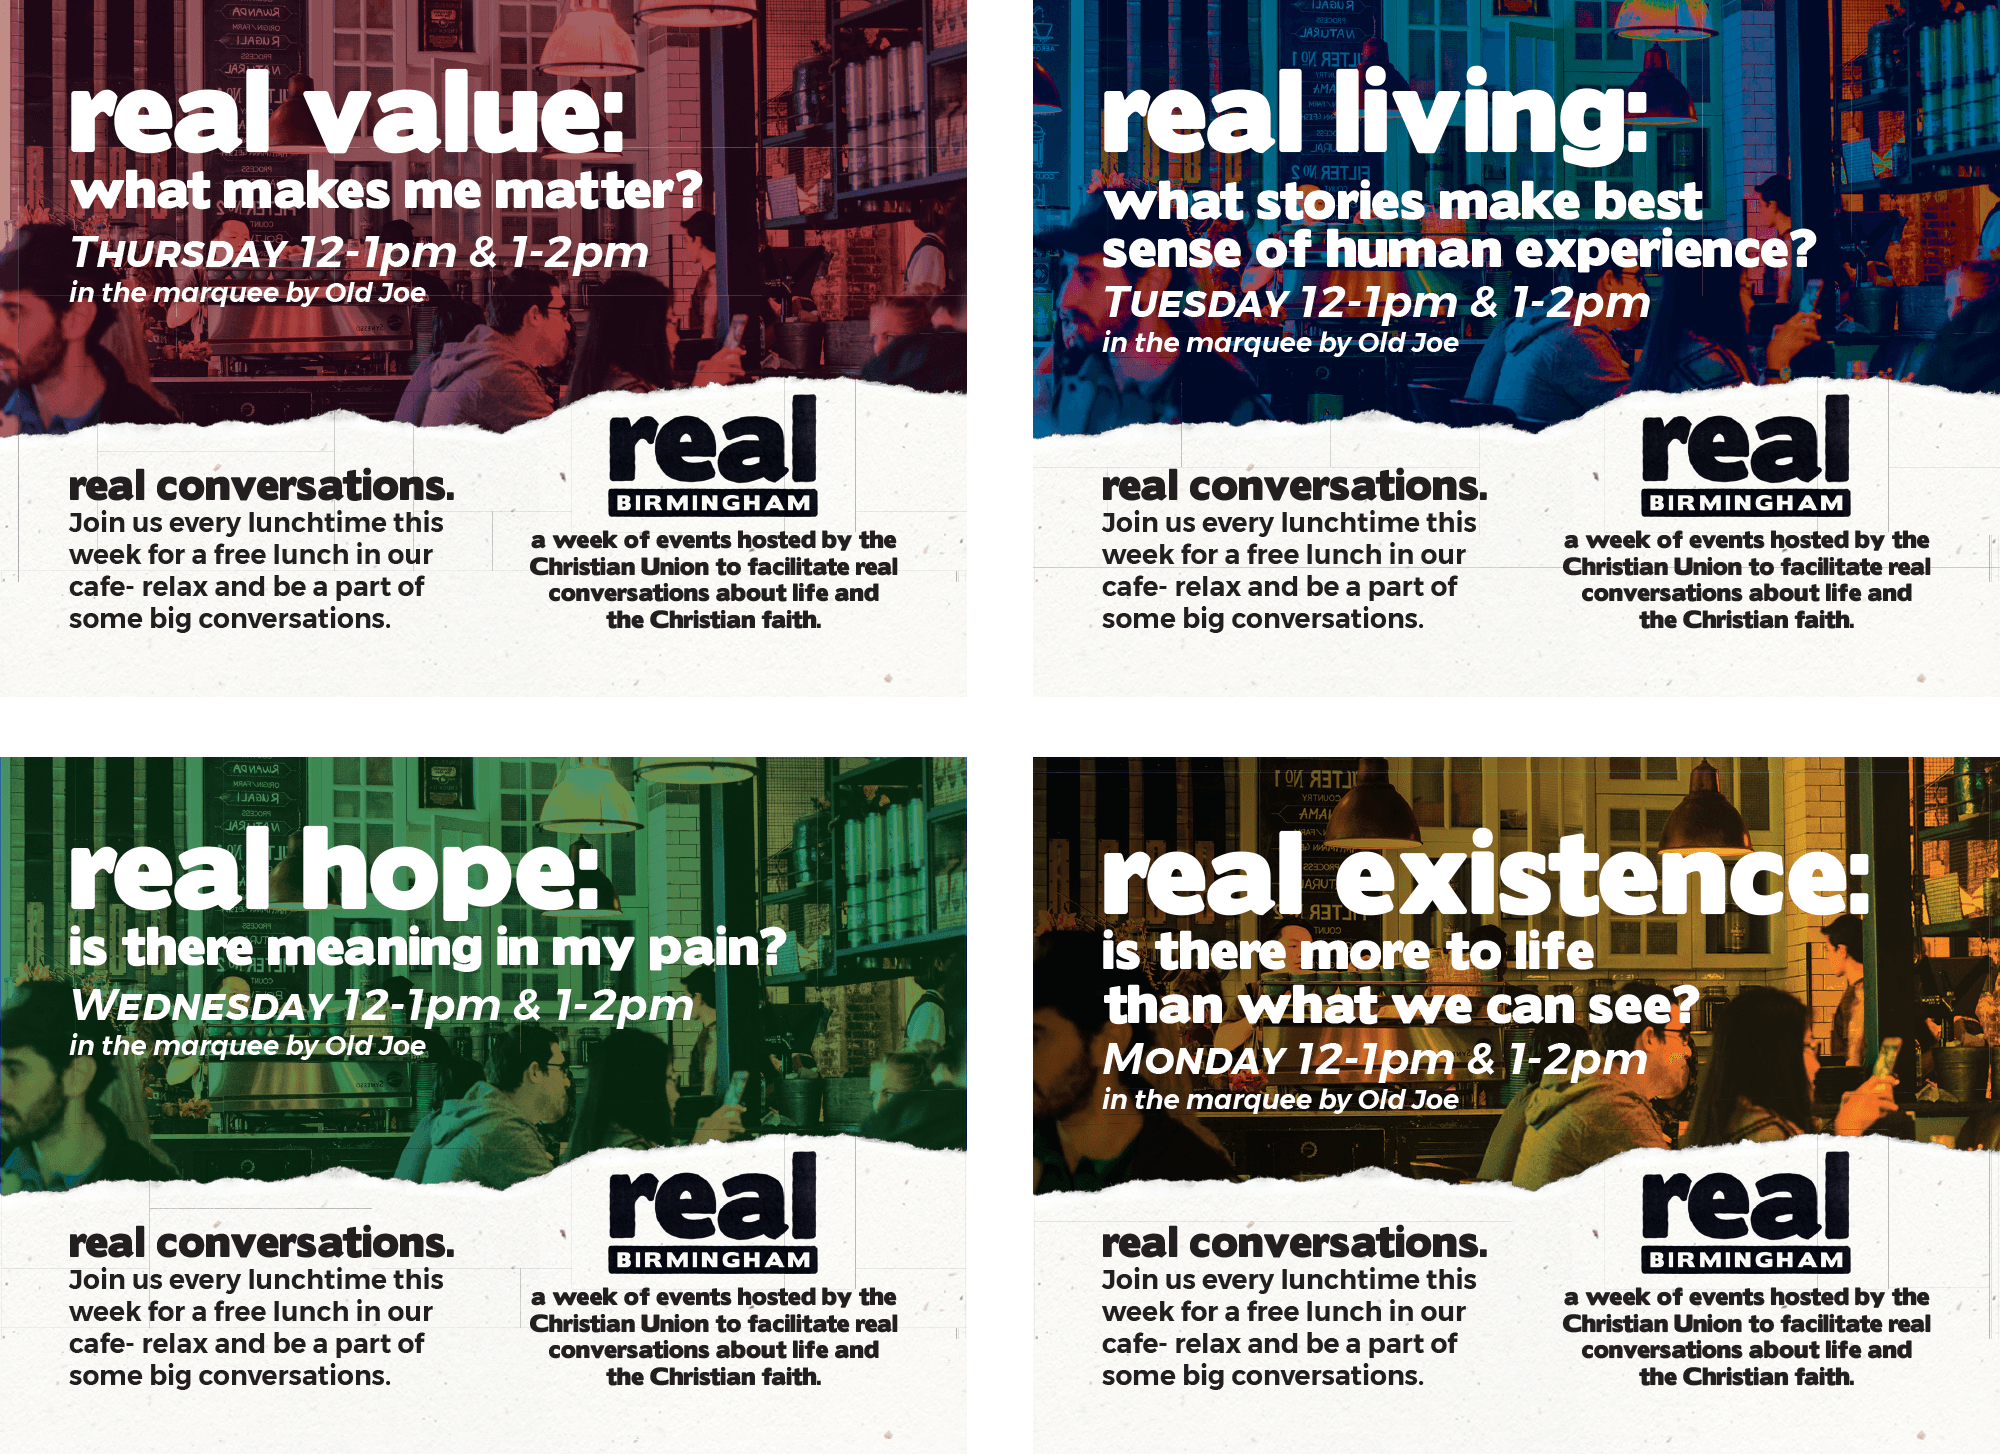 real value:
what makes me matter?
THURSDAY 12-1pm & 1-2pm
in the marquee by Old Joe
real conversations.
Join us every lunchtime this
week for a free lunch in our
cafe- relax and be a part of
some big conversations.
real
BIRMINGHAM
a week of events hosted by the
Christian Union to facilitate real
conversations about life and
the Christian faith.
real living:
what stories make best
sense of human experience?
TUESDAY 12-1pm & 1-2pm
in the marquee by Old Joe
real conversations.
Join us every lunchtime this
week for a free lunch in our
cafe- relax and be a part of
some big conversations.
real
BIRMINGHAM
a week of events hosted by the
Christian Union to facilitate real
conversations about life and
the Christian faith.
real hope:
is there meaning in my pain?
WEDNESDAY 12-1pm & 1-2pm
in the marquee by Old Joe
real conversations.
Join us every lunchtime this
week for a free lunch in our
cafe- relax and be a part of
some big conversations.
real
BIRMINGHAM
a week of events hosted by the
Christian Union to facilitate real
conversations about life and
the Christian faith.
real existence:
is there more to life
than what we can see?
MONDAY 12-1pm & 1-2pm
in the marquee by Old Joe
real conversations.
Join us every lunchtime this
week for a free lunch in our
cafe- relax and be a part of
some big conversations.
real
BIRMINGHAM
a week of events hosted by the
Christian Union to facilitate real
conversations about life and
the Christian faith.